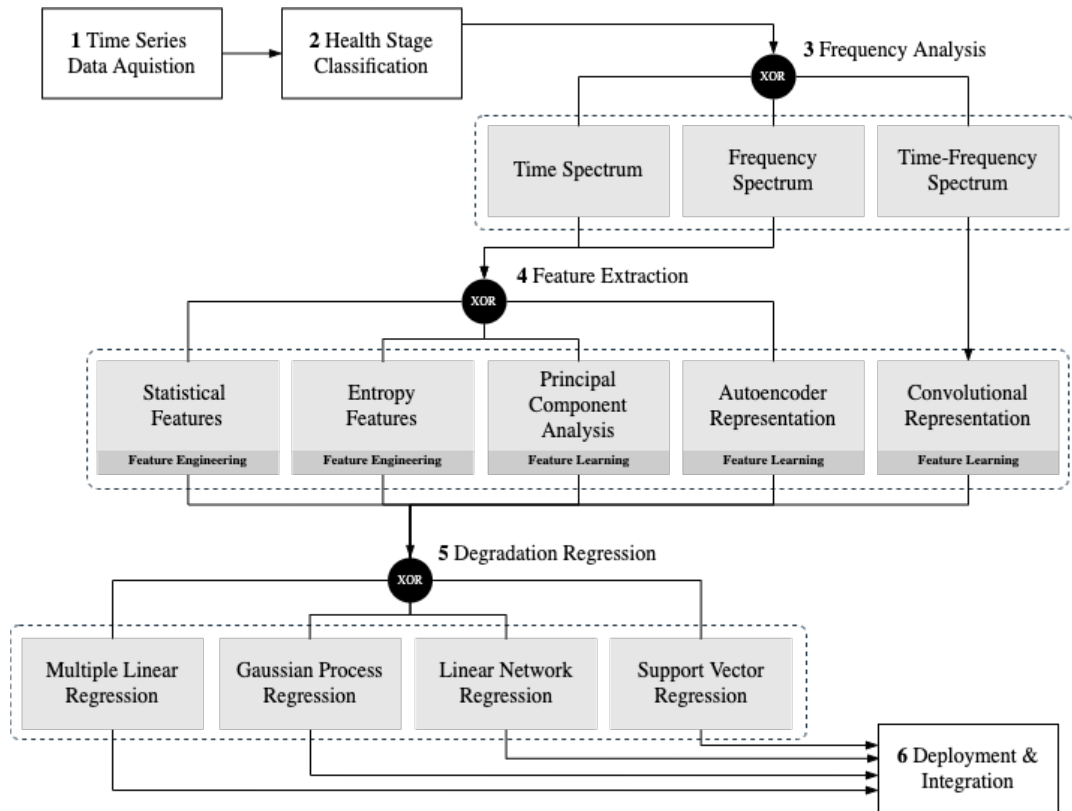 1 Time Series
Data Aquistion
2 Health Stage
Classification
3 Frequency Analysis
XOR
Time Spectrum
Frequency
Spectrum
Time-Frequency
Spectrum
4 Feature Extraction
XOR
Statistical
Features
Feature Engineering
Entropy
Features
Feature Engineering
Principal
Component
Analysis
Feature Learning
Autoencoder
Representation
Feature Learning
Convolutional
Representation
Feature Learning
5 Degradation Regression
XOR
Multiple Linear
Regression
Gaussian Process
Regression
Linear Network
Regression
Support Vector
Regression
6 Deployment &
Integration